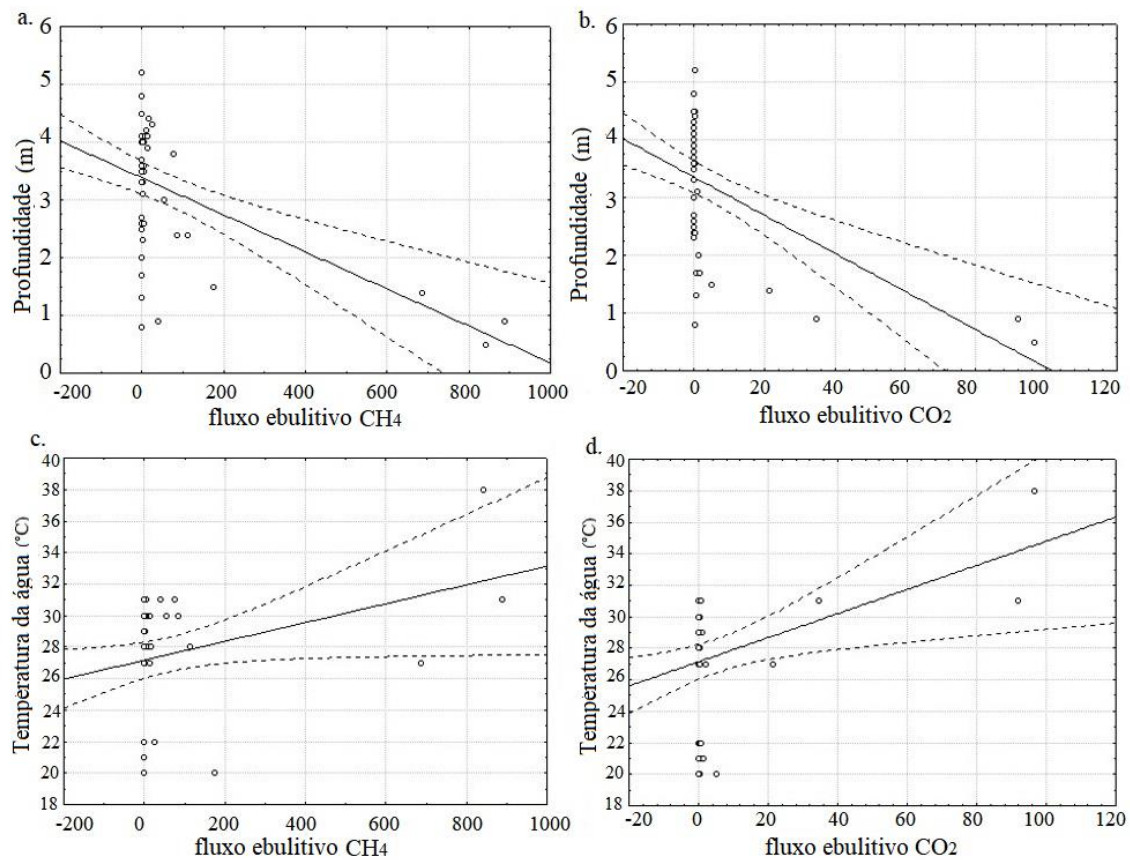 a.
6
5
4
3
2
1
0
Profundidade (m)
-200 0 200 400 600 800 1000
fluxo ebulitivo CH4
b.
6
5
4
3
2
1
0
Profundidade (m)
-20 0 20 40 60 80 100 120
fluxo ebulitivo CO2
c.
40
38
36
34
32
30
28
26
24
22
20
18
Temperatura da água (°C)
-200 0 200 400 600 800 1000
fluxo ebulitivo CH4
d.
40
38
36
34
32
30
28
26
24
22
20
18
Temperatura da água (°C)
-20 0 20 40 60 80 100 120
fluxo ebulitivo CO2